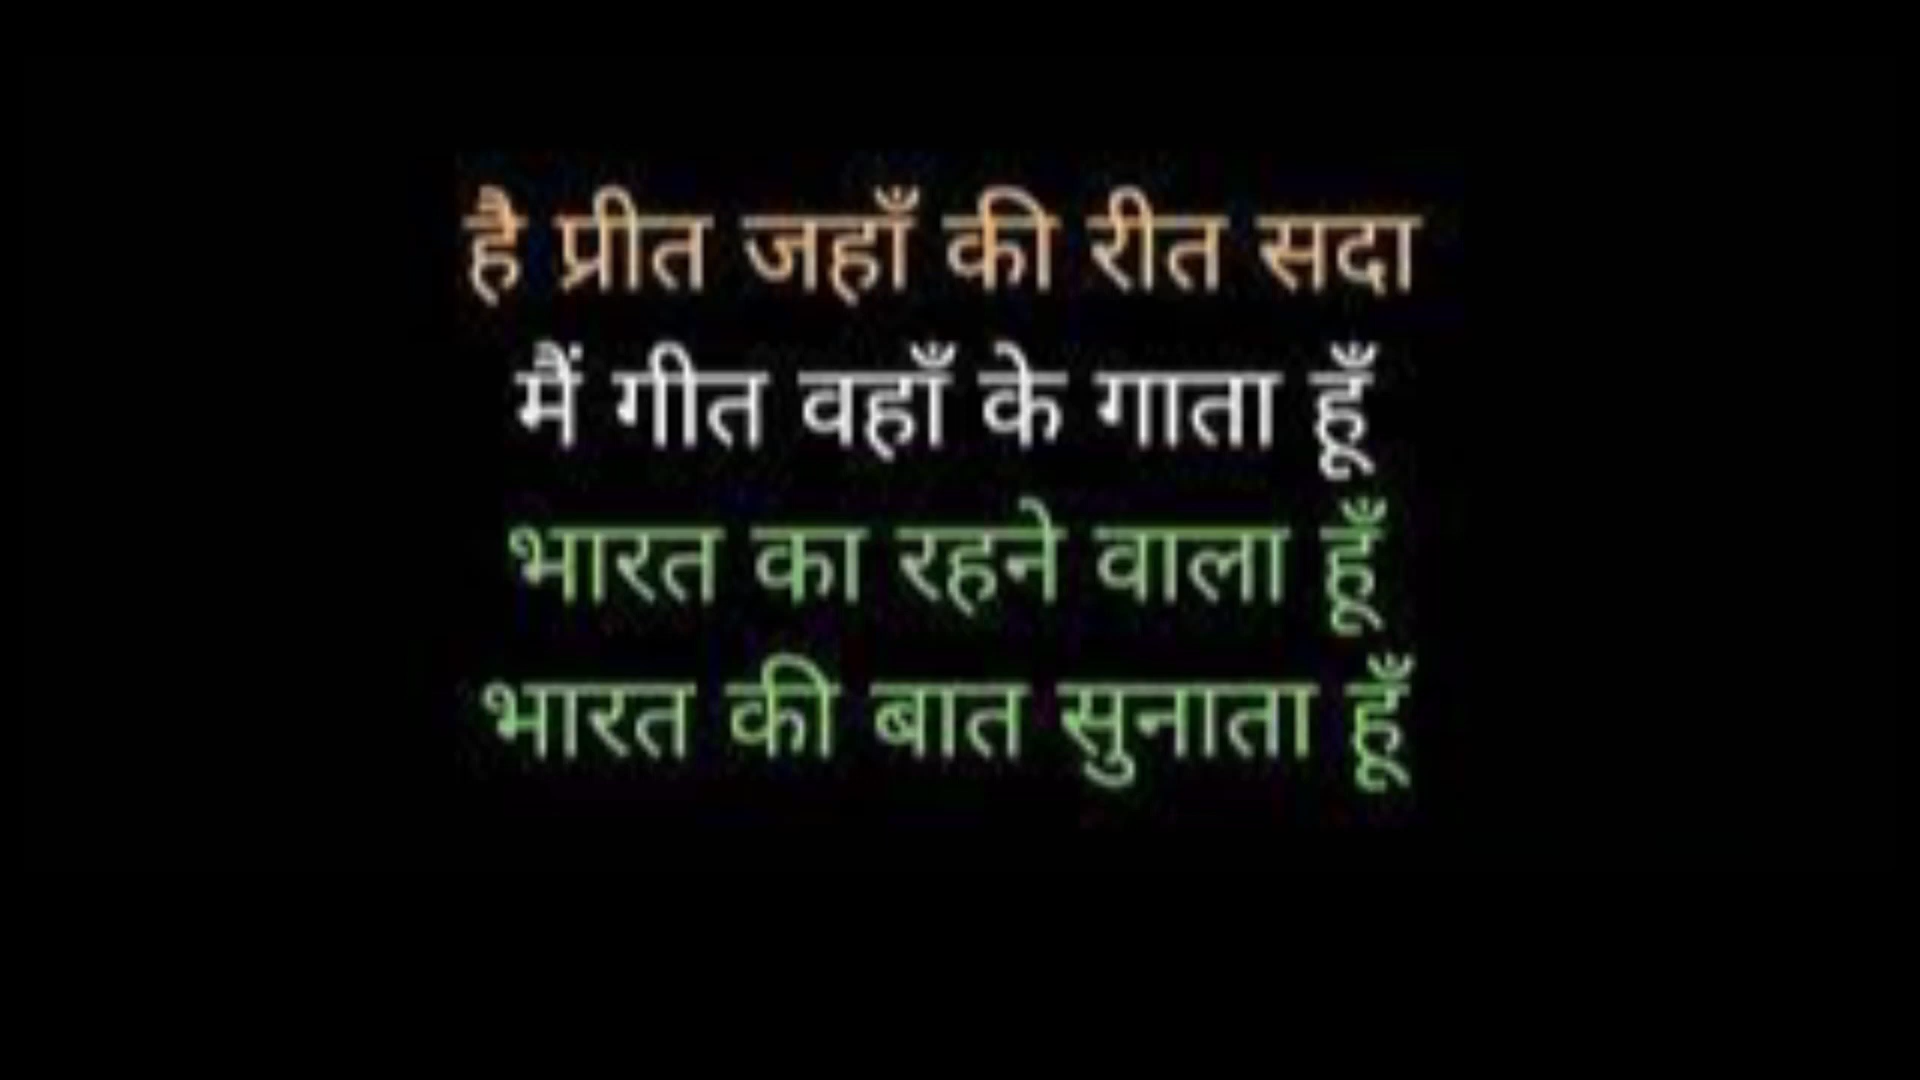 है प्रीत जहाँ की रीत सदा
मैं गीत वहाँ के गाता हूँ
भारत का रहने वाला हूँ
भारत की बात सुनाता हूँ